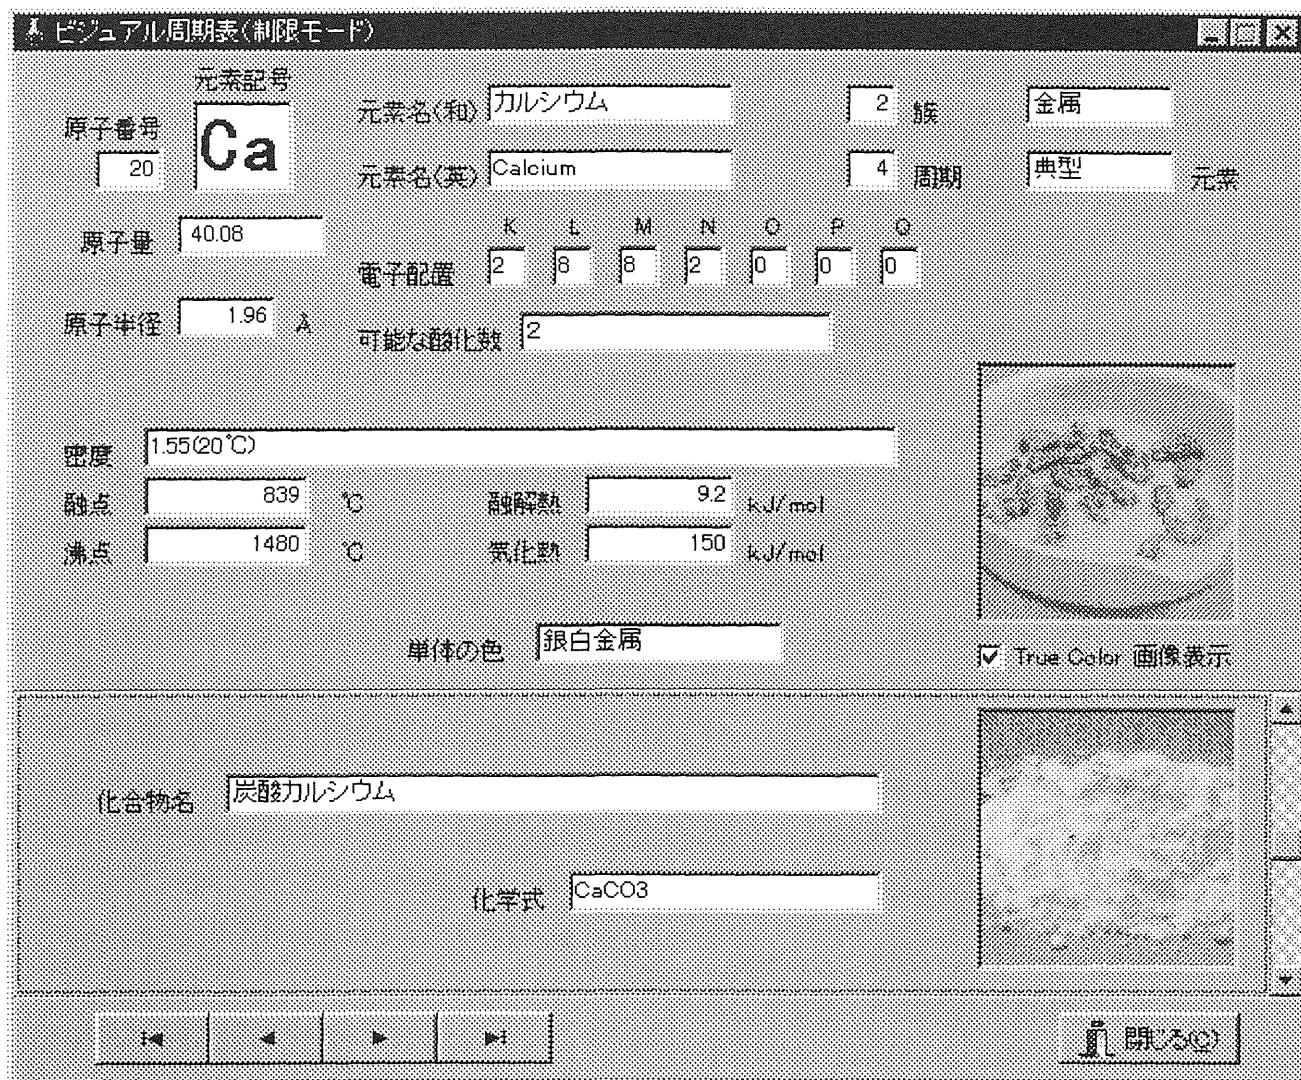 ビジュアル周期表(制限モード)
元素記号
Ca
原子番号
20
元素名(和) カルシウム 2 族 金属
元素名(英) Calcium 4 周期 典型 元素
原子量 40.08
K L M N O P Q
電子配置 2 8 8 2 0 0 0
原子半径 1.96 Å
可能な酸化数 2
密度 1.55(20℃)
融点 839 ℃ 融解熱 9.2 kJ/mol
沸点 1480 ℃ 気化熱 150 kJ/mol
単体の色 銀白金属
True Color 画像表示
化合物名 炭酸カルシウム
化学式 CaCO3
閉じる(C)